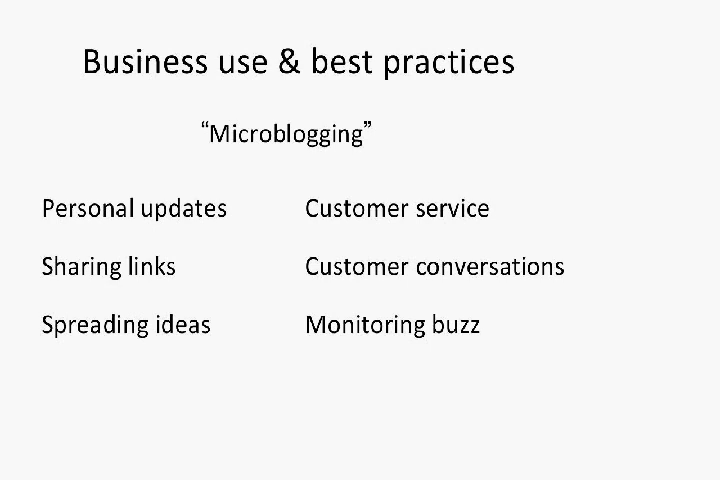 Business use & best practices
“Microblogging”
Personal updates
Customer service
Sharing links
Customer conversations
Spreading ideas
Monitoring buzz